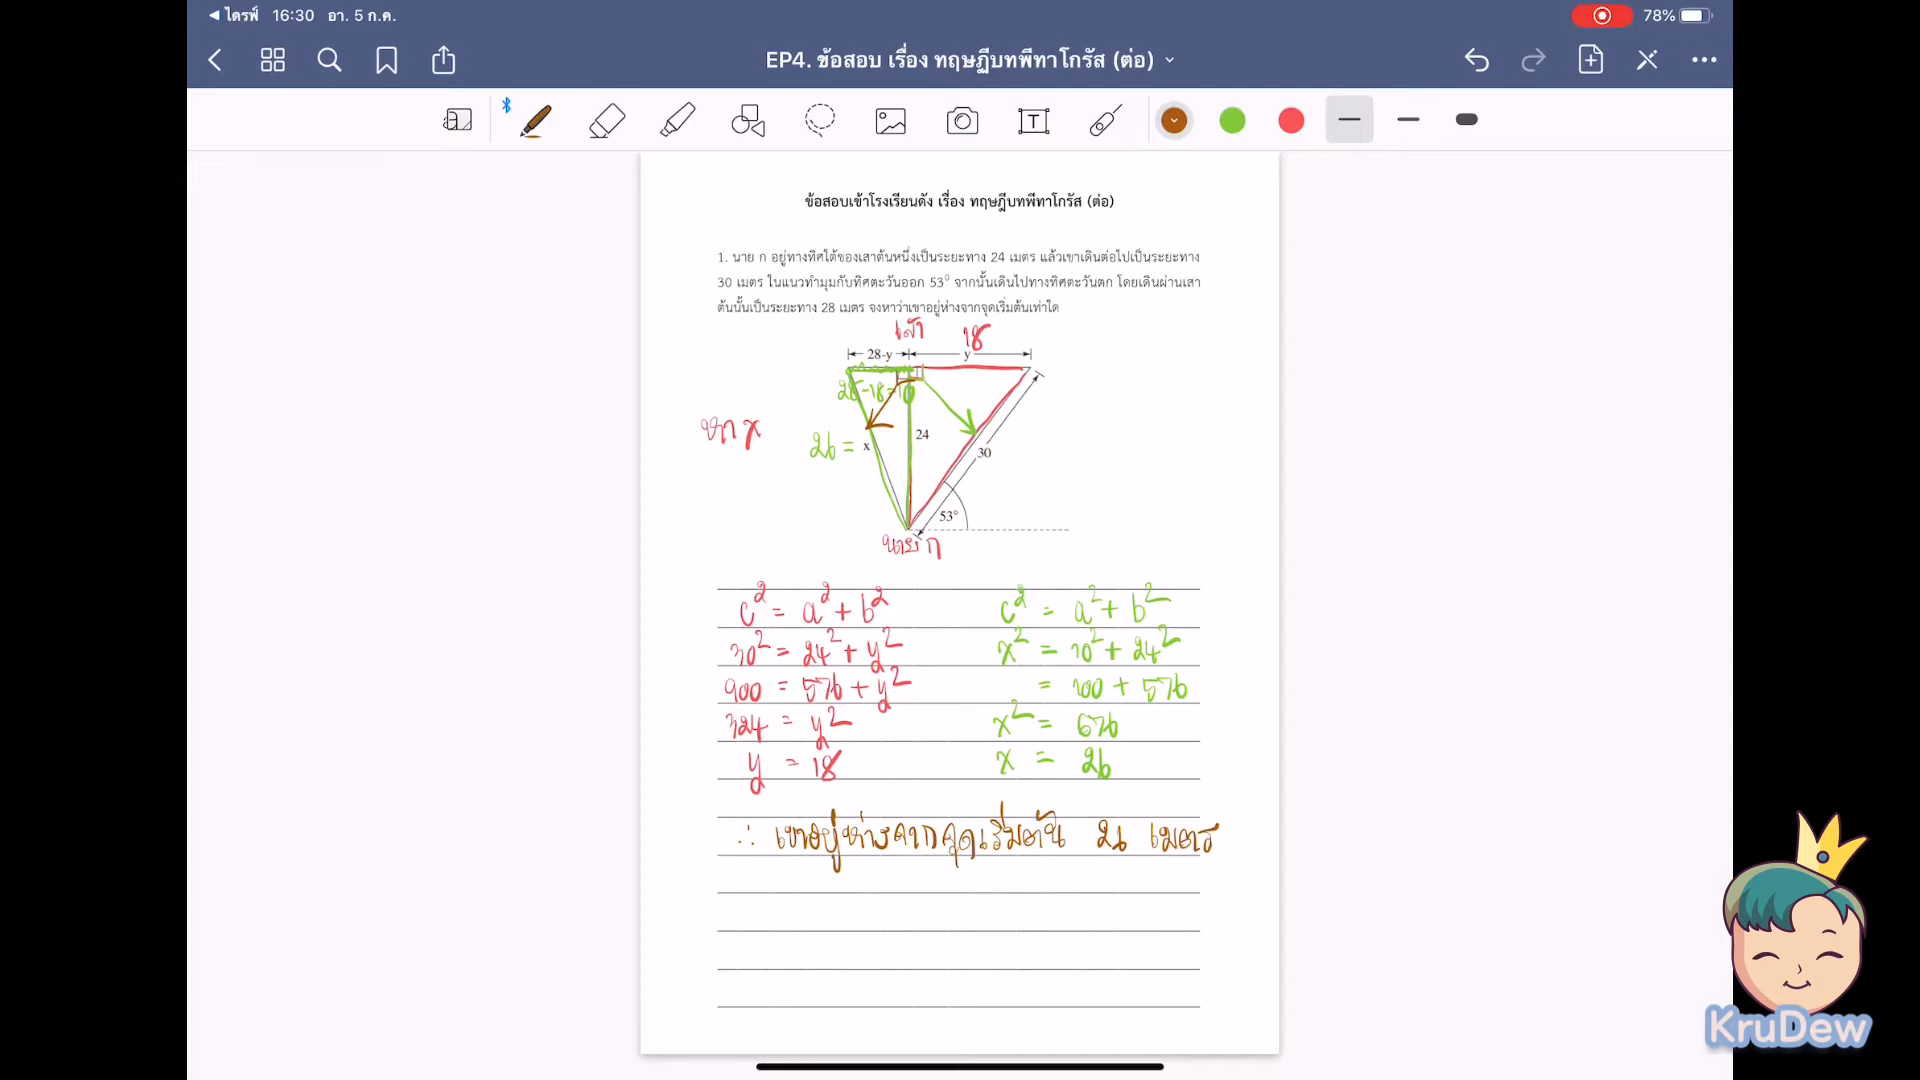 ไดรฟ์ 16:30 อา. 5 ก.ค. 78%
EP4. ข้อสอบ เรื่อง ทฤษฎีบทพีทาโกรัส (ต่อ)
ข้อสอบเข้าโรงเรียนดัง เรื่อง ทฤษฎีบทพีทาโกรัส (ต่อ)
1. นาย ก อยู่ทางทิศใต้ของเสาต้นหนึ่งเป็นระยะทาง 24 เมตร แล้วเขาเดินต่อไปเป็นระยะทาง
30 เมตร ในแนวทำมุมกับทิศตะวันออก 53⁰ จากนั้นเดินไปทางทิศตะวันตก โดยเดินผ่านเสา
ต้นนั้นเป็นระยะทาง 28 เมตร จงหาว่าเขาอยู่ห่างจากจุดเริ่มต้นเท่าใด
เสา 18
28-y y
28-18=10
หา x
26 = x 24 30
53°
นาย ก
c² = a² + b² c² = a² + b²
30² = 24² + y² x² = 10² + 24²
900 = 576 + y² = 100 + 576
324 = y² x² = 676
y = 18 x = 26
∴ เขาอยู่ห่างจากจุดเริ่มต้น 26 เมตร
KruDew